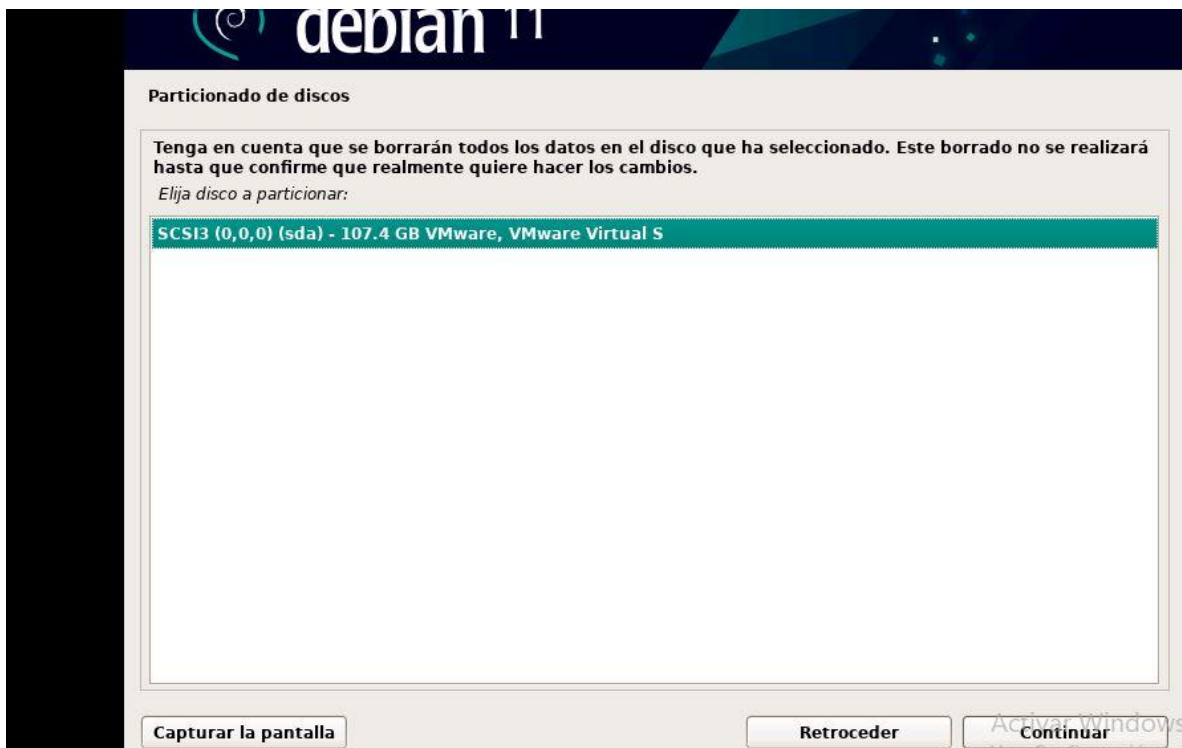 debian 11
Particionado de discos
Tenga en cuenta que se borrarán todos los datos en el disco que ha seleccionado. Este borrado no se realizará
hasta que confirme que realmente quiere hacer los cambios.
Elija disco a particionar:
SCSI3 (0,0,0) (sda) - 107.4 GB VMware, VMware Virtual S
Capturar la pantalla
Retroceder
Continuar
Activar Windows